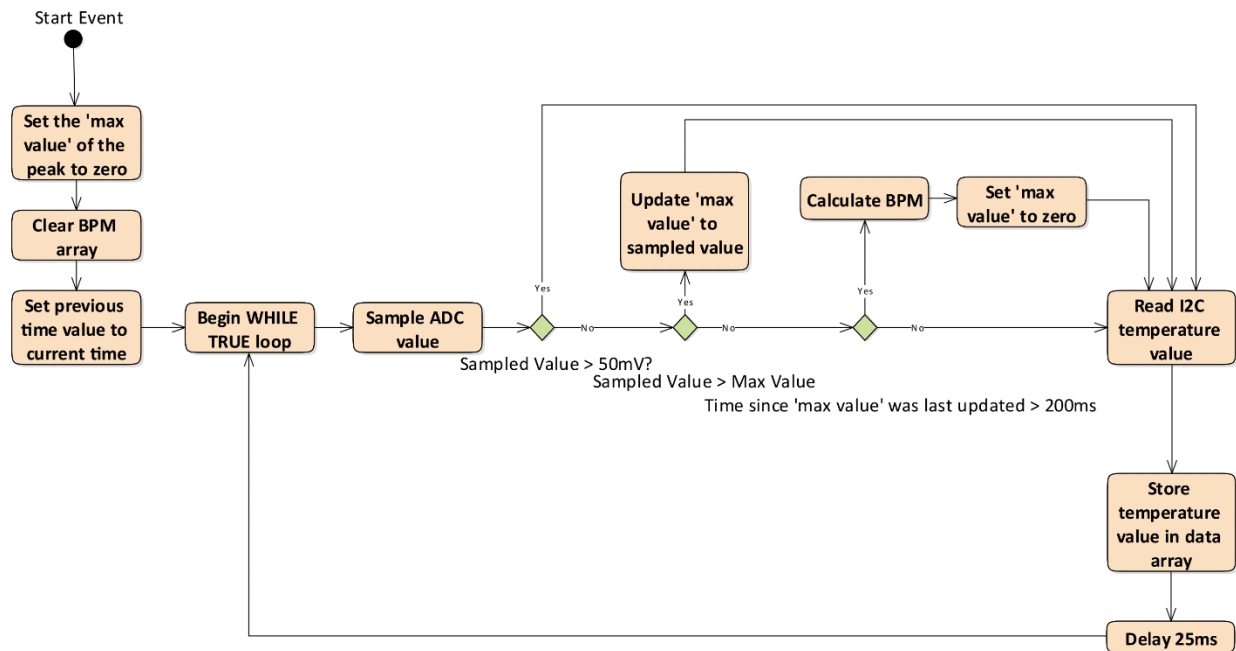 Start Event
Set the 'max
value' of the
peak to zero
Clear BPM
array
Set previous
time value to
current time
Begin WHILE
TRUE loop
Sample ADC
value
Yes
No
Sampled Value > 50mV?
Update 'max
value' to
sampled value
Yes
No
Sampled Value > Max Value
Calculate BPM
Set 'max
value' to zero
Yes
No
Time since 'max value' was last updated > 200ms
Read I2C
temperature
value
Store
temperature
value in data
array
Delay 25ms